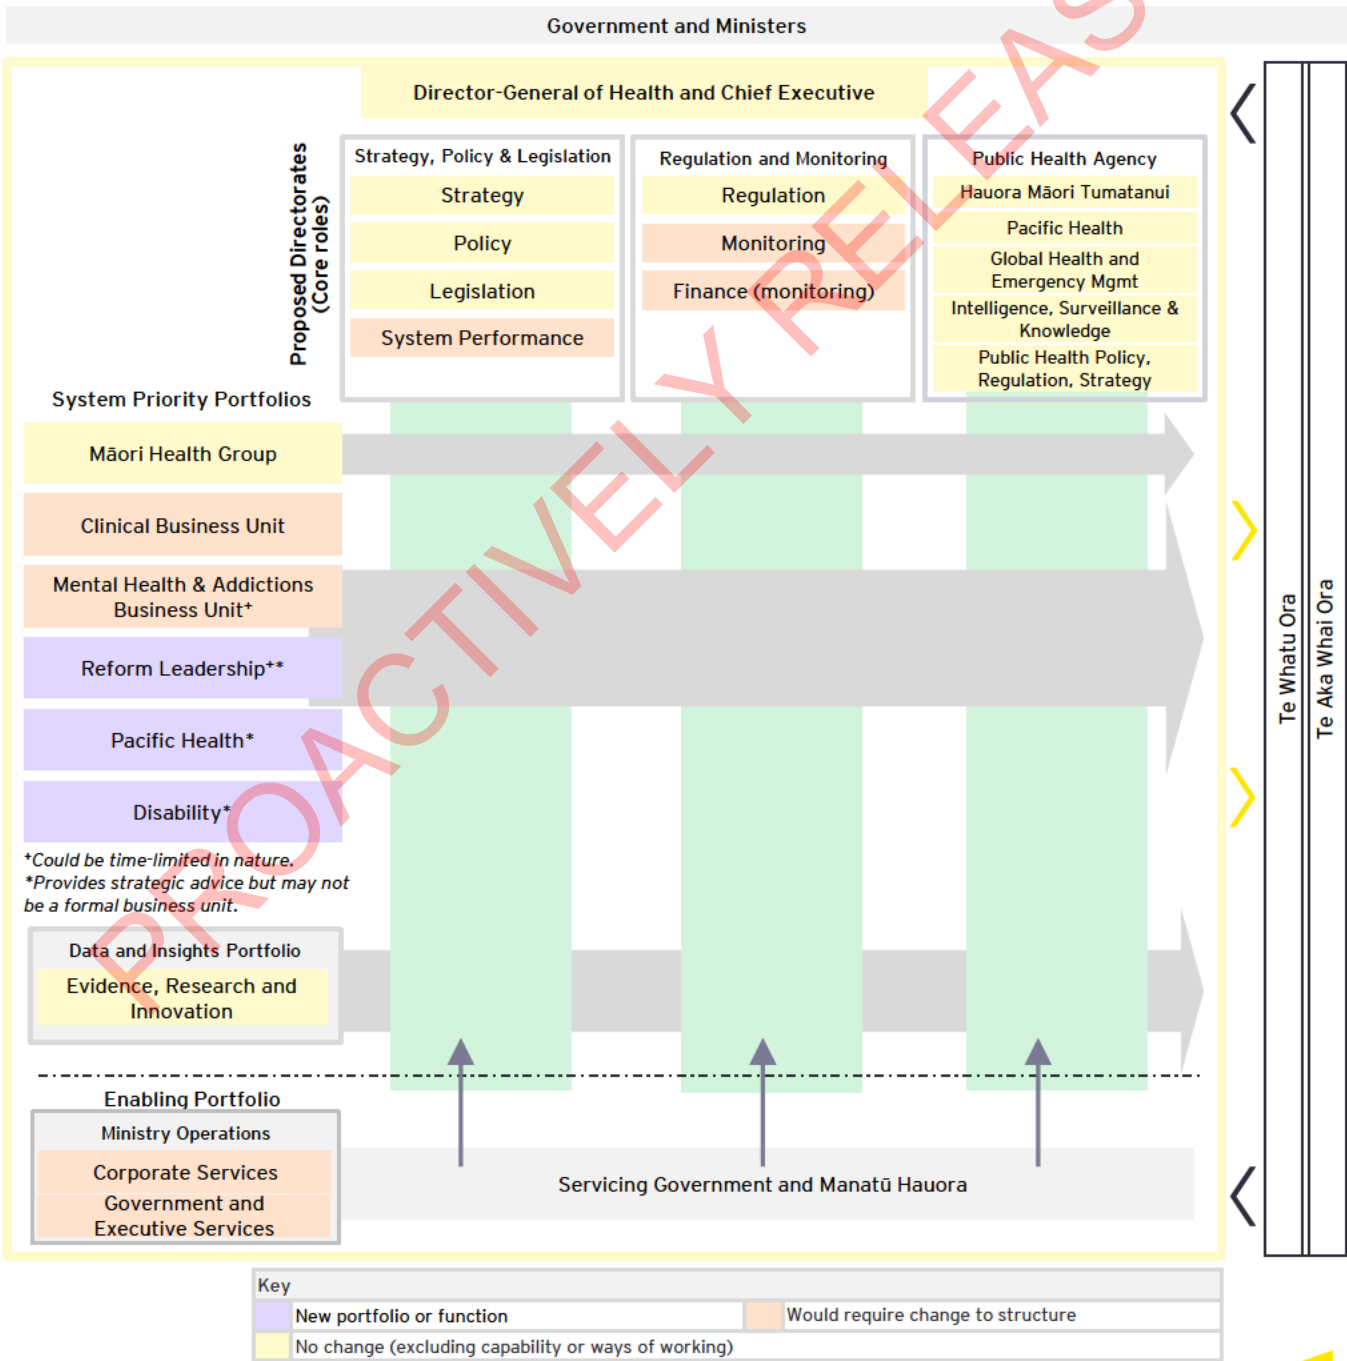 Government and Ministers
Director-General of Health and Chief Executive
Proposed Directorates
(Core roles)
Strategy, Policy & Legislation
Strategy
Policy
Legislation
System Performance
Regulation and Monitoring
Regulation
Monitoring
Finance (monitoring)
Public Health Agency
Hauora Māori Tumatanui
Pacific Health
Global Health and
Emergency Mgmt
Intelligence, Surveillance &
Knowledge
Public Health Policy,
Regulation, Strategy
System Priority Portfolios
Māori Health Group
Clinical Business Unit
Mental Health & Addictions
Business Unit⁺
Reform Leadership⁺*
Pacific Health*
Disability*
⁺Could be time-limited in nature.
*Provides strategic advice but may not
be a formal business unit.
Data and Insights Portfolio
Evidence, Research and
Innovation
Enabling Portfolio
Ministry Operations
Corporate Services
Government and
Executive Services
Servicing Government and Manatū Hauora
Te Whatu Ora
Te Aka Whai Ora
Key
New portfolio or function
Would require change to structure
No change (excluding capability or ways of working)
PROACTIVELY RELEAS